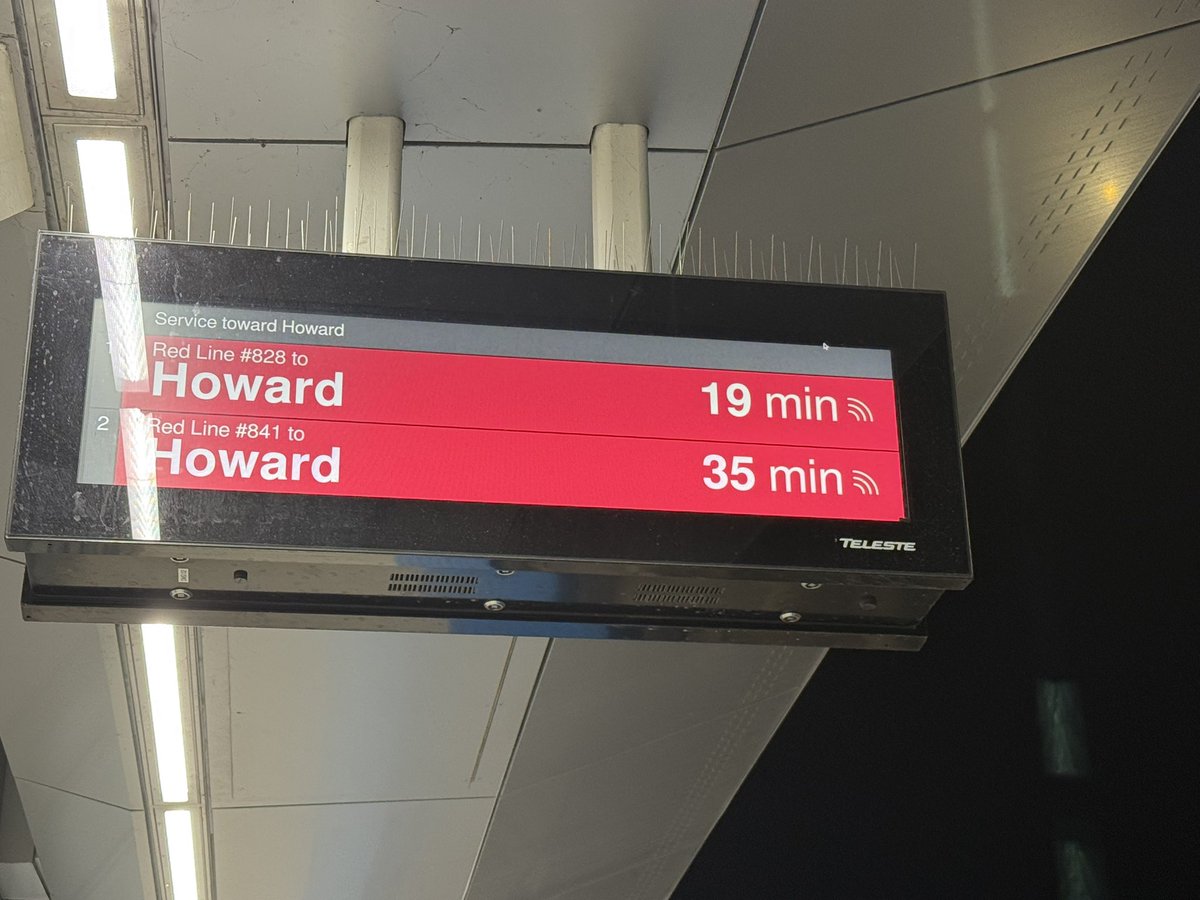 Service toward Howard
1
Red Line #828 to
Howard
19 min
2
Red Line #841 to
Howard
35 min
TELESTE